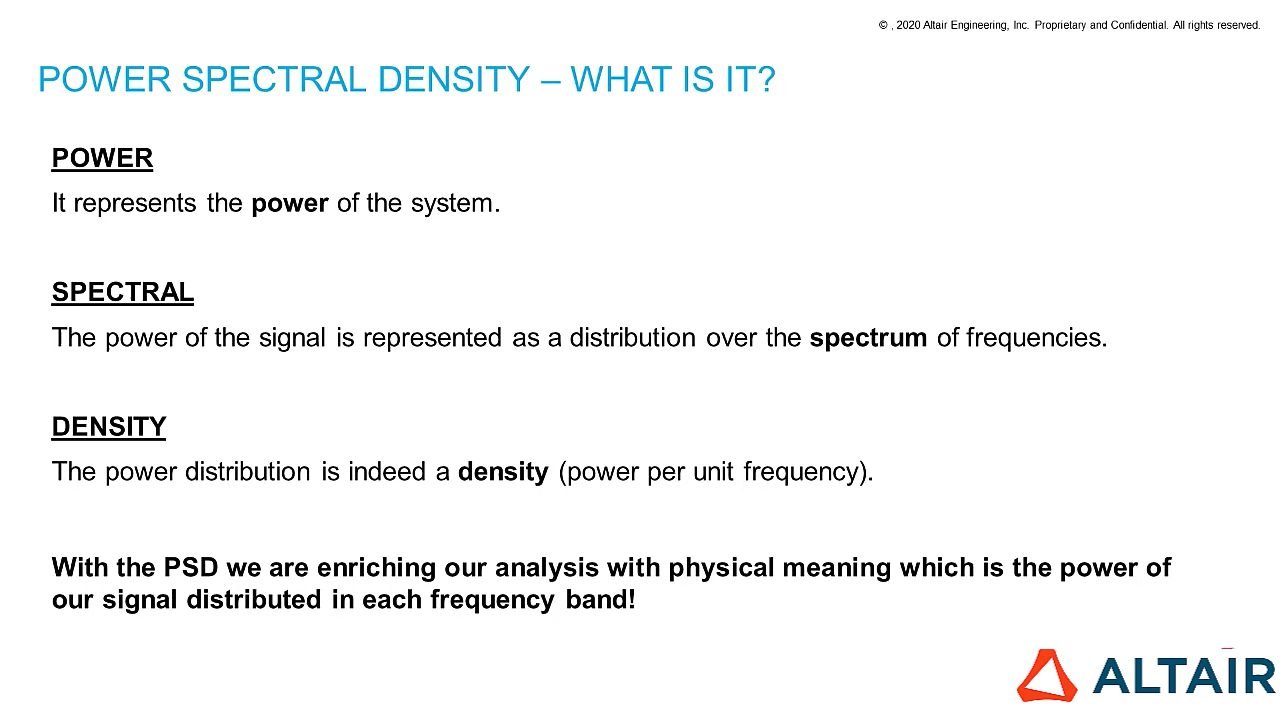 © , 2020 Altair Engineering, Inc. Proprietary and Confidential. All rights reserved.
POWER SPECTRAL DENSITY – WHAT IS IT?
POWER
It represents the power of the system.
SPECTRAL
The power of the signal is represented as a distribution over the spectrum of frequencies.
DENSITY
The power distribution is indeed a density (power per unit frequency).
With the PSD we are enriching our analysis with physical meaning which is the power of
our signal distributed in each frequency band!
ALTAIR